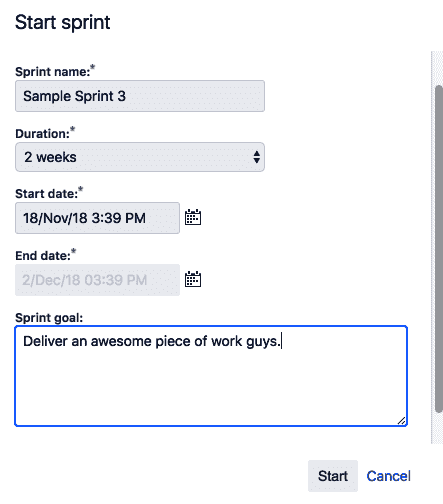 Start sprint
Sprint name:*
Sample Sprint 3
Duration:*
2 weeks
Start date:*
18/Nov/18 3:39 PM
End date:*
2/Dec/18 03:39 PM
Sprint goal:
Deliver an awesome piece of work guys.
Start Cancel